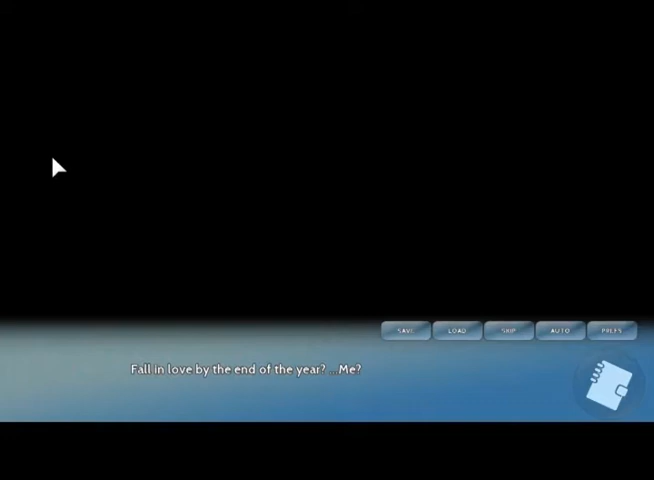 SAVE LOAD SKIP AUTO PREFS
Fall in love by the end of the year? ...Me?